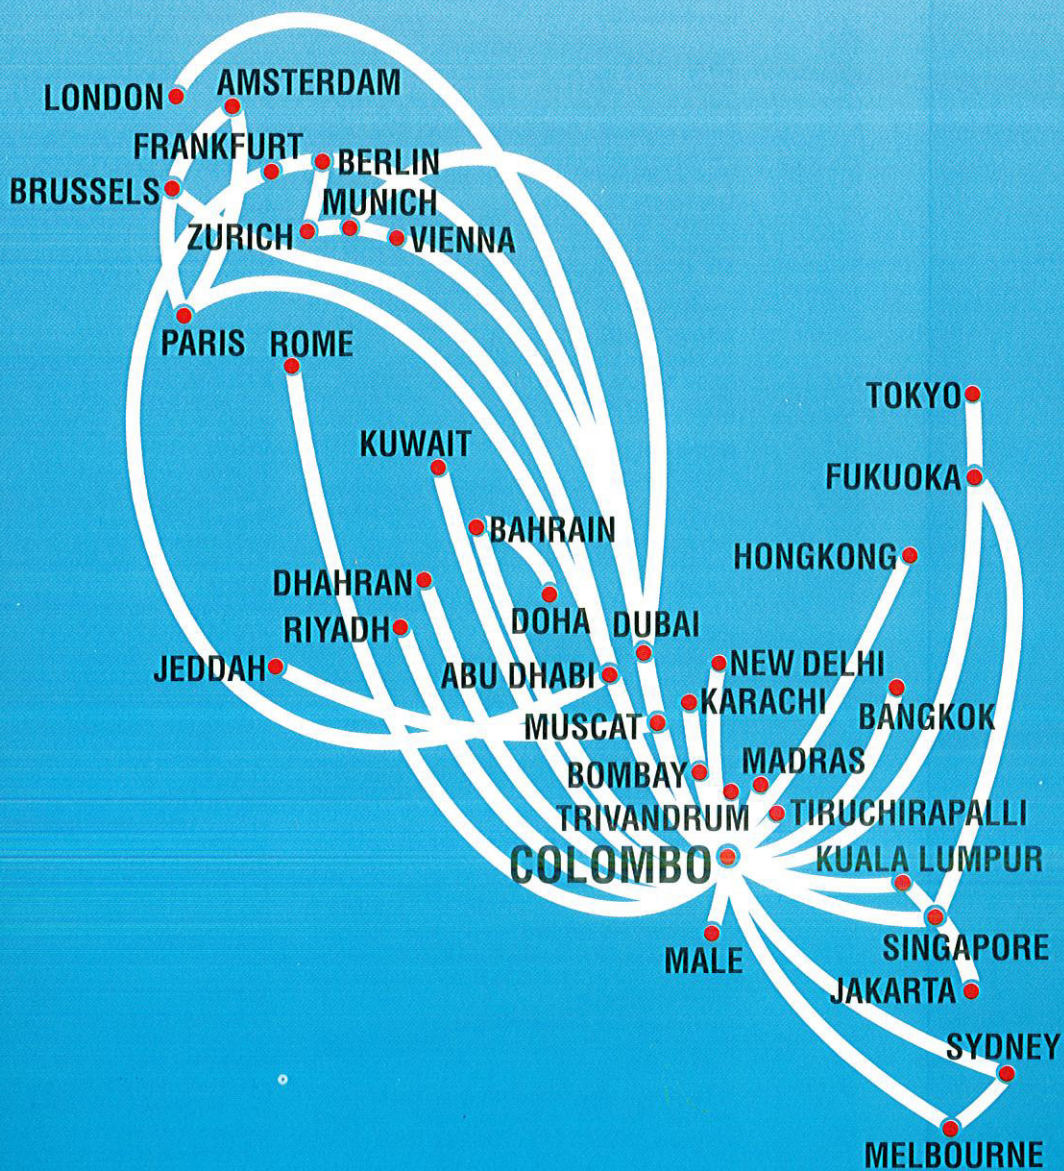 LONDON
AMSTERDAM
FRANKFURT
BERLIN
BRUSSELS
MUNICH
ZURICH
VIENNA
PARIS
ROME
TOKYO
KUWAIT
FUKUOKA
BAHRAIN
HONGKONG
DHAHRAN
DOHA
DUBAI
RIYADH
JEDDAH
ABU DHABI
NEW DELHI
KARACHI
BANGKOK
MUSCAT
BOMBAY
MADRAS
TRIVANDRUM
TIRUCHIRAPALLI
COLOMBO
KUALA LUMPUR
MALE
SINGAPORE
JAKARTA
SYDNEY
MELBOURNE